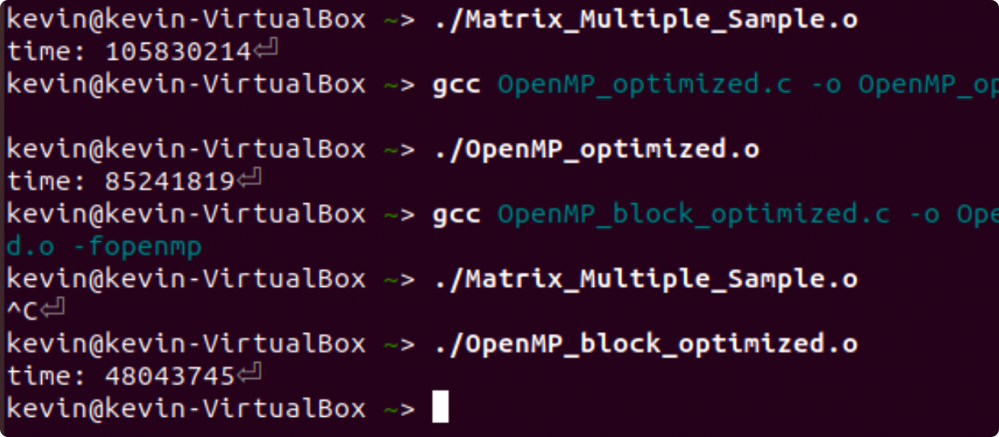 kevin@kevin-VirtualBox ~> ./Matrix_Multiple_Sample.o
time: 105830214⏎
kevin@kevin-VirtualBox ~> gcc OpenMP_optimized.c -o OpenMP_op
kevin@kevin-VirtualBox ~> ./OpenMP_optimized.o
time: 85241819⏎
kevin@kevin-VirtualBox ~> gcc OpenMP_block_optimized.c -o Ope
d.o -fopenmp
kevin@kevin-VirtualBox ~> ./Matrix_Multiple_Sample.o
^C⏎
kevin@kevin-VirtualBox ~> ./OpenMP_block_optimized.o
time: 48043745⏎
kevin@kevin-VirtualBox ~>